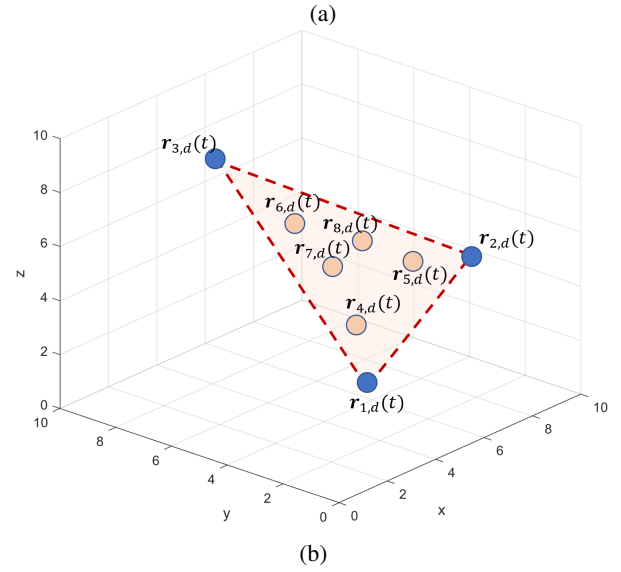 (a)
10
8
6
4
2
0
z
10
8
6
4
2
0
y
0
2
4
6
8
10
x
r₃,d(t)
r₆,d(t)
r₈,d(t)
r₂,d(t)
r₇,d(t)
r₅,d(t)
r₄,d(t)
r₁,d(t)
(b)